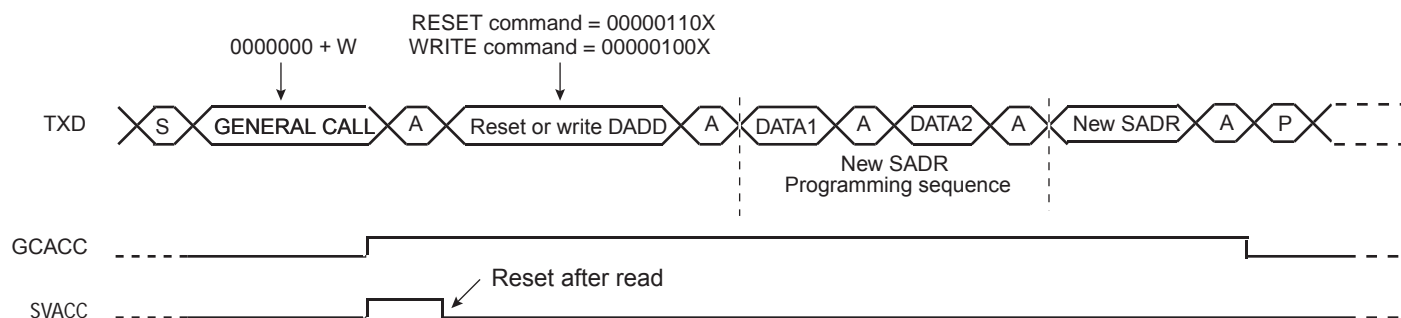 RESET command = 00000110X
0000000 + W
WRITE command = 00000100X
TXD
S
GENERAL CALL
A
Reset or write DADD
A
DATA1
A
DATA2
A
New SADR
A
P
New SADR
Programming sequence
GCACC
Reset after read
SVACC